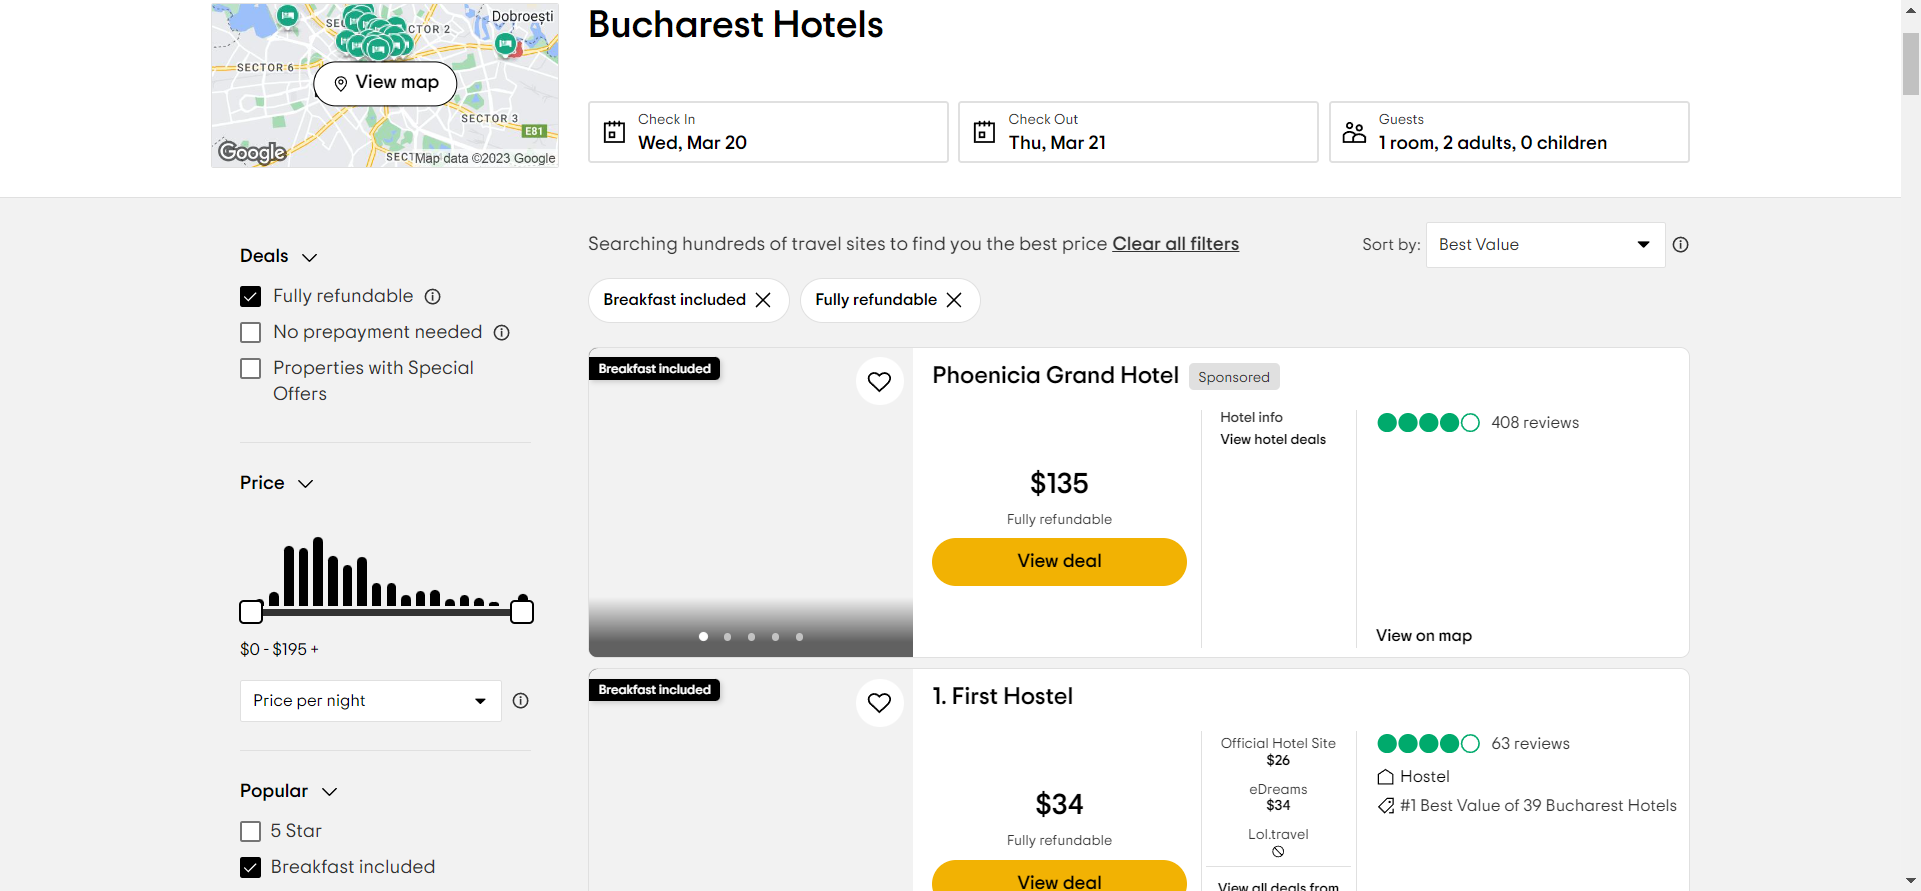 Dobroești
SECTOR 2
SECTOR 6
View map
SECTOR 3
E81
Google
SECT
Map data ©2023 Google
Bucharest Hotels
Check In
Wed, Mar 20
Check Out
Thu, Mar 21
Guests
1 room, 2 adults, 0 children
Deals
Fully refundable
No prepayment needed
Properties with Special
Offers
Price
$0 - $195 +
Price per night
Popular
5 Star
Breakfast included
Searching hundreds of travel sites to find you the best price Clear all filters
Sort by: Best Value
Breakfast included
Fully refundable
Breakfast included
Phoenicia Grand Hotel Sponsored
$135
Fully refundable
View deal
Hotel info
View hotel deals
408 reviews
View on map
Breakfast included
1. First Hostel
$34
Fully refundable
View deal
Official Hotel Site
$26
eDreams
$34
Lol.travel
View all deals from
63 reviews
Hostel
#1 Best Value of 39 Bucharest Hotels